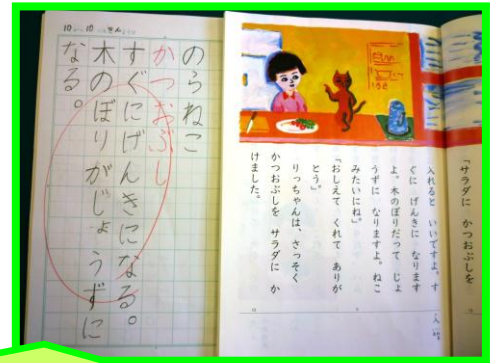 「サラダに かつおぶしを
入れると いいですよ。す
ぐに げんきに なります
よ。木のぼりだって じょ
うずに なりますよ。ねこ
みたいにね」。
「おしえて くれて ありが
とう」。
りっちゃんは、さっそく
かつおぶしを サラダに か
けました。
のらねこ
かつおぶし
すぐにげんきになる。
木のぼりがじょうずに
なる。